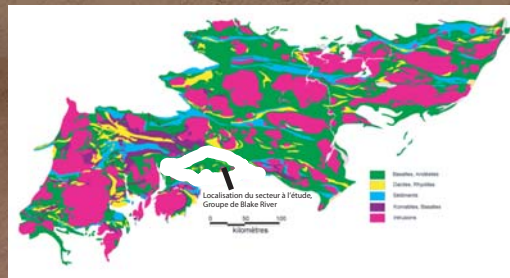 Basaltes, Andésites
Dacites, Rhyolites
Sédiments
Komatiites, Basaltes
Intrusions
Localisation du secteur à l'étude,
Groupe de Blake River
0 50 100
kilomètres